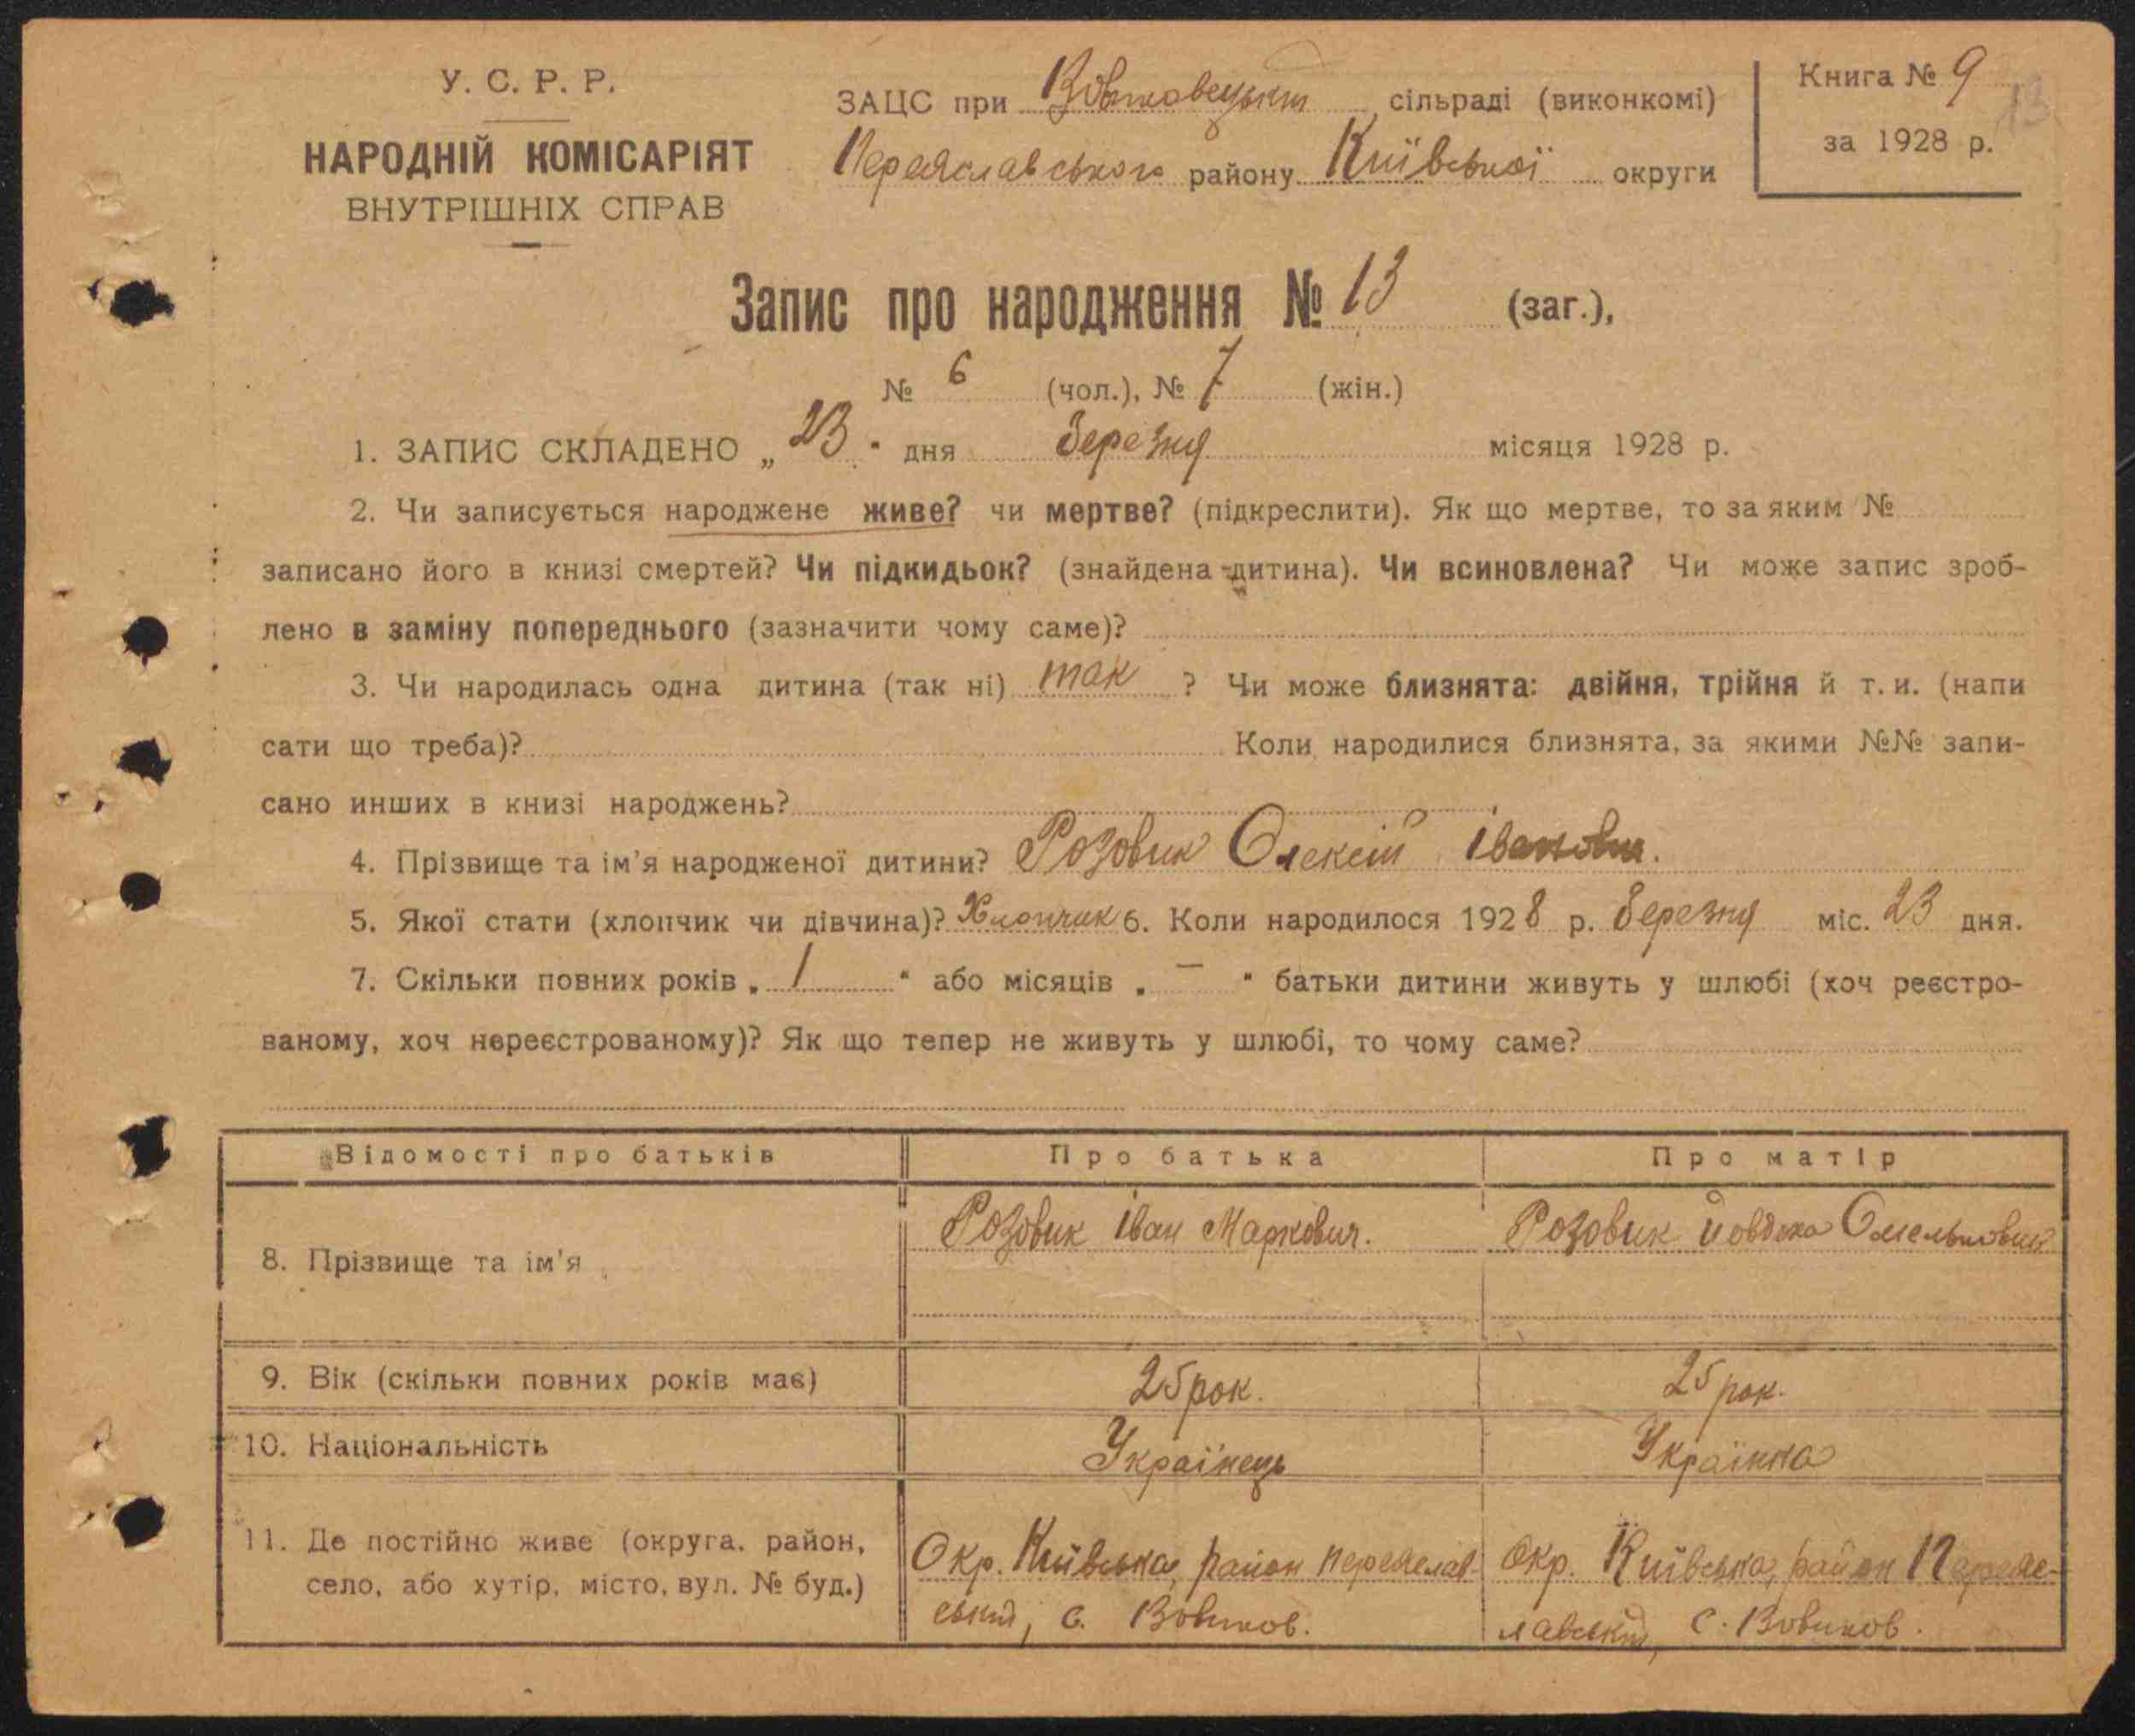 У. С. Р. Р.
НАРОДНІЙ КОМІСАРІЯТ
ВНУТРІШНІХ СПРАВ
ЗАЦС при сільраді (виконкомі)
Переяславського району Київської округи
Книга № 9
13
за 1928 р.
Запис про народження № 13 (заг.),
№ 6 (чол.), № 7 (жін.)
1. ЗАПИС СКЛАДЕНО „ 23 " дня березня місяця 1928 р.
2. Чи записується народжене живе? чи мертве? (підкреслити). Як що мертве, то за яким №
записано його в книзі смертей? Чи підкидьок? (знайдена дитина). Чи всиновлена? Чи може запис зроб-
лено в заміну попереднього (зазначити чому саме)?
3. Чи народилась одна дитина (так ні) так ? Чи може близнята: двійня, трійня й т. и. (напи
сати що треба)? Коли народилися близнята, за якими №№ запи-
сано инших в книзі народжень?
4. Прізвище та ім'я народженої дитини? Розовик Олексій Іванович.
5. Якої стати (хлопчик чи дівчина)? Хлопчик 6. Коли народилося 1928 р. березня міс. 23 дня.
7. Скільки повних років „ 1 " або місяців „ — " батьки дитини живуть у шлюбі (хоч реєстро-
ваному, хоч нереєстрованому)? Як що тепер не живуть у шлюбі, то чому саме?
Відомості про батьків Про батька Про матір
8. Прізвище та ім'я Розовик Іван Маркович. Розовик Йовдоха
9. Вік (скільки повних років має) 25 рок. 25 рок.
10. Національність Українець Українка
11. Де постійно живе (округа, район,
село, або хутір, місто, вул. № буд.)
Окр. Київська, район Переяслав-
ський, с. Вовчков.
Окр. Київська, район Переяс-
лавський, с. Вовчков.